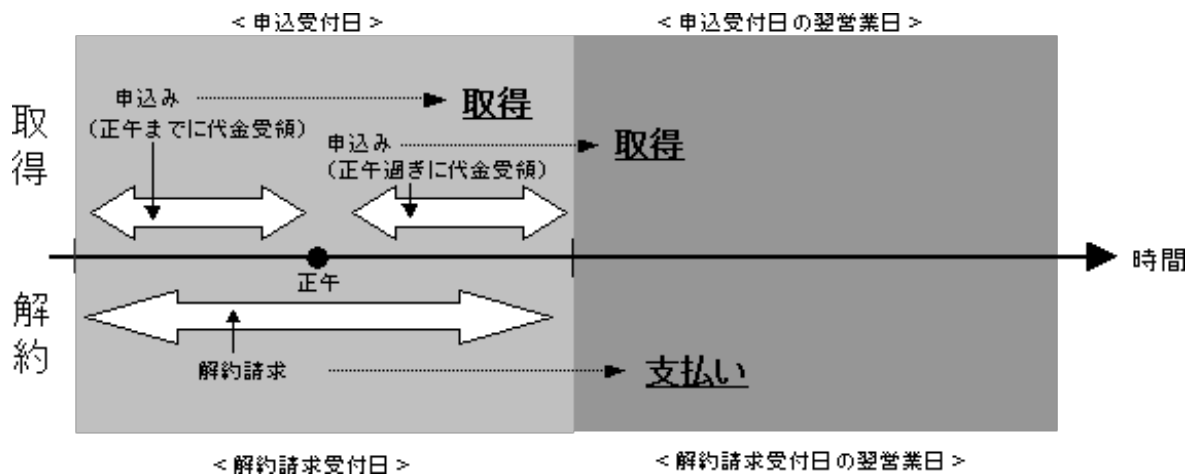 ＜申込受付日＞
＜申込受付日の翌営業日＞
取得
申込み
（正午までに代金受領）
取得
申込み
（正午過ぎに代金受領）
取得
時間
正午
解約
解約請求
支払い
＜解約請求受付日＞
＜解約請求受付日の翌営業日＞